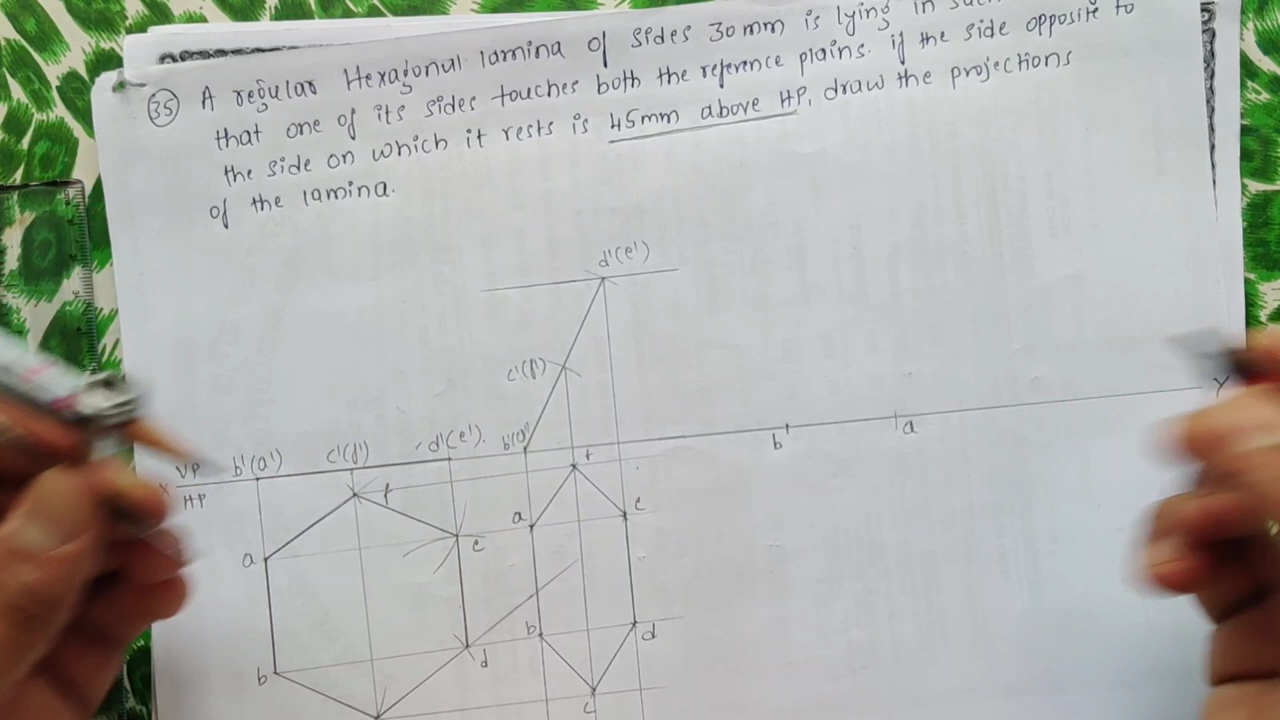 35 A regular Hexagonul lamina of sides 30mm is lying in
that one of its sides touches both the reference plains. if the side opposite to
the side on which it rests is 45mm above HP, draw the projections
of the lamina.
d'(e')
c'(f')
X VP b'(a') c'(f') d'(e'). b'(a') b' a Y
HP
f
f
a e a e
b d b d
c